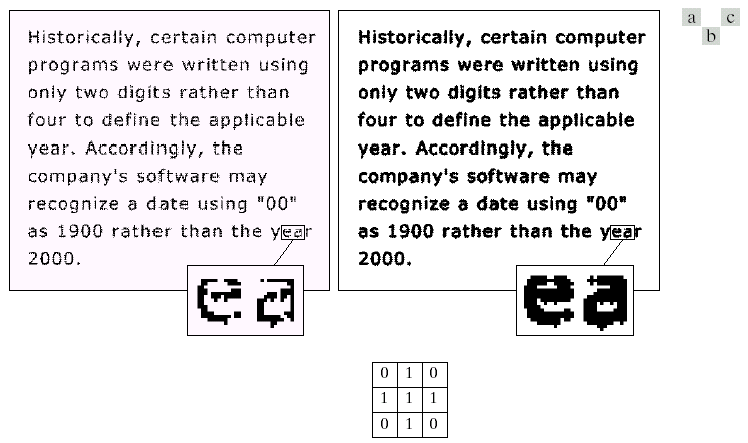 Historically, certain computer
programs were written using
only two digits rather than
four to define the applicable
year. Accordingly, the
company's software may
recognize a date using "00"
as 1900 rather than the year
2000.
ea
Historically, certain computer
programs were written using
only two digits rather than
four to define the applicable
year. Accordingly, the
company's software may
recognize a date using "00"
as 1900 rather than the year
2000.
ea
a c
b
0 1 0
1 1 1
0 1 0